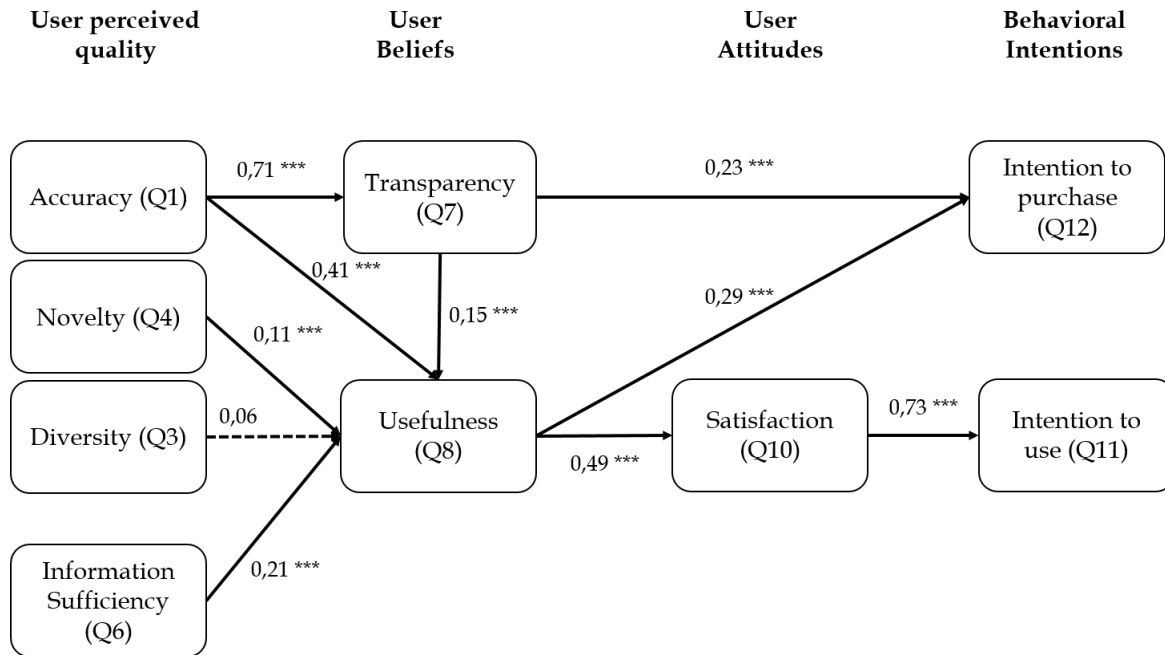 User perceived
quality
User
Beliefs
User
Attitudes
Behavioral
Intentions
Accuracy (Q1)
0,71 ***
Transparency
(Q7)
0,23 ***
Intention to
purchase
(Q12)
0,41 ***
Novelty (Q4)
0,11 ***
0,15 ***
0,29 ***
Diversity (Q3)
0,06
Usefulness
(Q8)
0,49 ***
Satisfaction
(Q10)
0,73 ***
Intention to
use (Q11)
Information
Sufficiency
(Q6)
0,21 ***